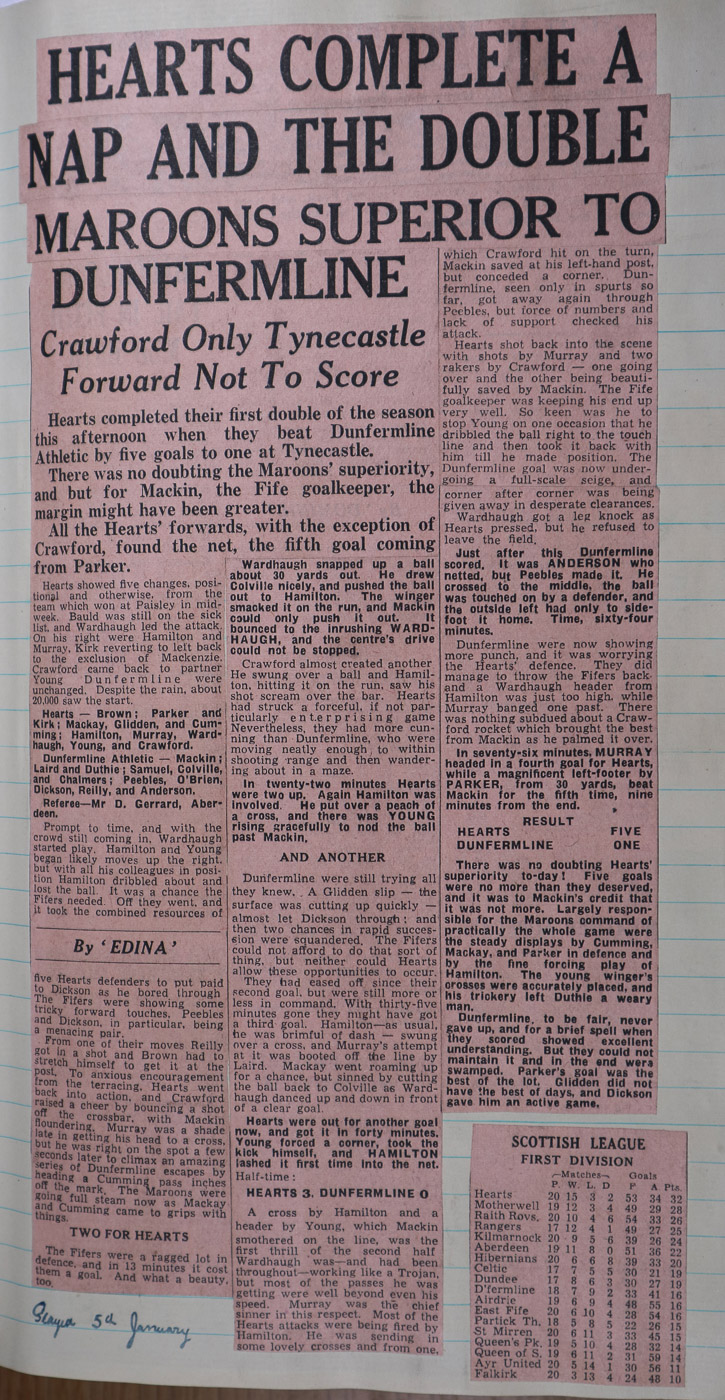 HEARTS COMPLETE A
NAP AND THE DOUBLE
MAROONS SUPERIOR TO
DUNFERMLINE
Crawford Only Tynecastle
Forward Not To Score
Hearts completed their first double of the season
this afternoon when they beat Dunfermline
Athletic by five goals to one at Tynecastle.
There was no doubting the Maroons' superiority,
and but for Mackin, the Fife goalkeeper, the
margin might have been greater.
All the Hearts' forwards, with the exception of
Crawford, found the net, the fifth goal coming
from Parker.
Hearts showed five changes, posi-
tional and otherwise, from the
team which won at Paisley in mid-
week. Bauld was still on the sick
list, and Wardhaugh led the attack.
On his right were Hamilton and
Murray, Kirk reverting to left back
to the exclusion of Mackenzie.
Crawford came back to partner
Young Dunfermline were
unchanged. Despite the rain, about
20,000 saw the start.
Hearts — Brown; Parker and
Kirk; Mackay, Glidden, and Cum-
ming; Hamilton, Murray, Ward-
haugh, Young, and Crawford.
Dunfermline Athletic — Mackin;
Laird and Duthie; Samuel, Colville,
and Chalmers; Peebles, O'Brien,
Dickson, Reilly, and Anderson.
Referee—Mr D. Gerrard, Aber-
deen.
Prompt to time, and with the
crowd still coming in, Wardhaugh
started play. Hamilton and Young
began likely moves up the right,
but with all his colleagues in posi-
tion Hamilton dribbled about and
lost the ball. It was a chance the
Fifers needed. Off they went, and
it took the combined resources of
By 'EDINA'
five Hearts defenders to put paid
to Dickson as he bored through
The Fifers were showing some
tricky forward touches, Peebles
and Dickson, in particular, being
a menacing pair.
From one of their moves Reilly
got in a shot and Brown had to
stretch himself to get it at the
post. To anxious encouragement
from the terracing, Hearts went
back into action, and Crawford
raised a cheer by bouncing a shot
off the crossbar, with Mackin
floundering. Murray was a shade
late in getting his head to a cross,
but he was right on the spot a few
seconds later to climax an amazing
series of Dunfermline escapes by
heading a Cumming pass inches
off the mark. The Maroons were
going full steam now as Mackay
and Cumming came to grips with
things.
TWO FOR HEARTS
The Fifers were a ragged lot in
defence, and in 13 minutes it cost
them a goal. And what a beauty,
too.
Wardhaugh snapped up a ball
about 30 yards out. He drew
Colville nicely, and pushed the ball
out to Hamilton. The winger
smacked it on the run, and Mackin
could only push it out. It
bounced to the inrushing WARD-
HAUGH, and the centre's drive
could not be stopped.
Crawford almost created another
He swung over a ball and Hamil-
ton, hitting it on the run, saw his
shot scream over the bar. Hearts
had struck a forceful, if not par-
ticularly enterprising game
Nevertheless, they had more cun-
ning than Dunfermline, who were
moving neatly enough to within
shooting range and then wander-
ing about in a maze.
In twenty-two minutes Hearts
were two up. Again Hamilton was
involved. He put over a peach of
a cross, and there was YOUNG
rising gracefully to nod the ball
past Mackin.
AND ANOTHER
Dunfermline were still trying all
they knew. A Glidden slip — the
surface was cutting up quickly —
almost let Dickson through; and
then two chances in rapid succes-
sion were squandered. The Fifers
could not afford to do that sort of
thing, but neither could Hearts
allow these opportunities to occur.
They had eased off since their
second goal, but were still more or
less in command. With thirty-five
minutes gone they might have got
a third goal. Hamilton—as usual,
he was brimful of dash — swung
over a cross, and Murray's attempt
at it was booted off the line by
Laird. Mackay went roaming up
for a chance, but sinned by cutting
the ball back to Colville as Ward-
haugh danced up and down in front
of a clear goal.
Hearts were out for another goal
now, and got it in forty minutes.
Young forced a corner, took the
kick himself, and HAMILTON
lashed it first time into the net.
Half-time:
HEARTS 3. DUNFERMLINE 0
A cross by Hamilton and a
header by Young, which Mackin
smothered on the line, was the
first thrill of the second half
Wardhaugh was—and had been
throughout—working like a Trojan,
but most of the passes he was
getting were well beyond even his
speed. Murray was the chief
sinner in this respect. Most of the
Hearts attacks were being fired by
Hamilton. He was sending in
some lovely crosses and from one,
which Crawford hit on the turn,
Mackin saved at his left-hand post,
but conceded a corner. Dun-
fermline, seen only in spurts so
far, got away again through
Peebles, but force of numbers and
lack of support checked his
attack.
Hearts shot back into the scene
with shots by Murray and two
rakers by Crawford — one going
over and the other being beauti-
fully saved by Mackin. The Fife
goalkeeper was keeping his end up
very well. So keen was he to
stop Young on one occasion that he
dribbled the ball right to the touch
line and then took it back with
him till he made position. The
Dunfermline goal was now under-
going a full-scale seige, and
corner after corner was being
given away in desperate clearances.
Wardhaugh got a leg knock as
Hearts pressed, but he refused to
leave the field.
Just after this Dunfermline
scored. It was ANDERSON who
netted, but Peebles made it. He
crossed to the middle, the ball
was touched on by a defender, and
the outside left had only to side-
foot it home. Time, sixty-four
minutes.
Dunfermline were now showing
more punch, and it was worrying
the Hearts' defence. They did
manage to throw the Fifers back
and a Wardhaugh header from
Hamilton was just too high, while
Murray banged one past. There
was nothing subdued about a Craw-
ford rocket which brought the best
from Mackin as he palmed it over.
In seventy-six minutes, MURRAY
headed in a fourth goal for Hearts,
while a magnificent left-footer by
PARKER, from 30 yards, beat
Mackin for the fifth time, nine
minutes from the end.
RESULT
HEARTS FIVE
DUNFERMLINE ONE
There was no doubting Hearts'
superiority to-day! Five goals
were no more than they deserved,
and it was to Mackin's credit that
it was not more. Largely respon-
sible for the Maroons command of
practically the whole game were
the steady displays by Cumming,
Mackay, and Parker in defence and
by the fine forcing play of
Hamilton. The young winger's
crosses were accurately placed, and
his trickery left Duthie a weary
man.
Dunfermline, to be fair, never
gave up, and for a brief spell when
they scored showed excellent
understanding. But they could not
maintain it and in the end were
swamped. Parker's goal was the
best of the lot. Glidden did not
have the best of days, and Dickson
gave him an active game.
SCOTTISH LEAGUE
FIRST DIVISION
Matches Goals
P. W. L. D F A Pts.
Hearts 20 15 3 2 53 34 32
Motherwell 19 12 3 4 49 29 28
Raith Rovs. 20 10 4 6 54 33 26
Rangers 17 12 4 1 49 27 25
Kilmarnock 20 9 5 6 39 26 24
Aberdeen 19 11 8 0 51 36 22
Hibernians 20 6 6 8 39 33 20
Celtic 17 7 5 5 30 21 19
Dundee 17 8 6 3 30 27 19
D'fermline 18 7 9 2 33 41 16
Airdrie 19 6 9 4 48 55 16
East Fife 20 6 10 4 28 54 16
Partick Th. 18 5 8 5 22 26 15
St Mirren 20 6 11 3 33 45 15
Queen's Pk. 19 5 10 4 28 32 14
Queen of S. 19 6 11 2 31 59 14
Ayr United 20 5 14 1 30 56 11
Falkirk 20 3 13 4 24 48 10
Played 5th January